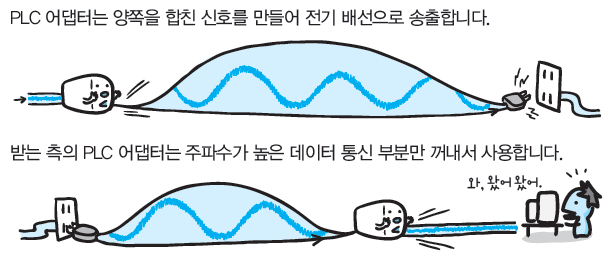 PLC 어댑터는 양쪽을 합친 신호를 만들어 전기 배선으로 송출합니다.
받는 측의 PLC 어댑터는 주파수가 높은 데이터 통신 부분만 꺼내서 사용합니다.
와, 왔어 왔어.